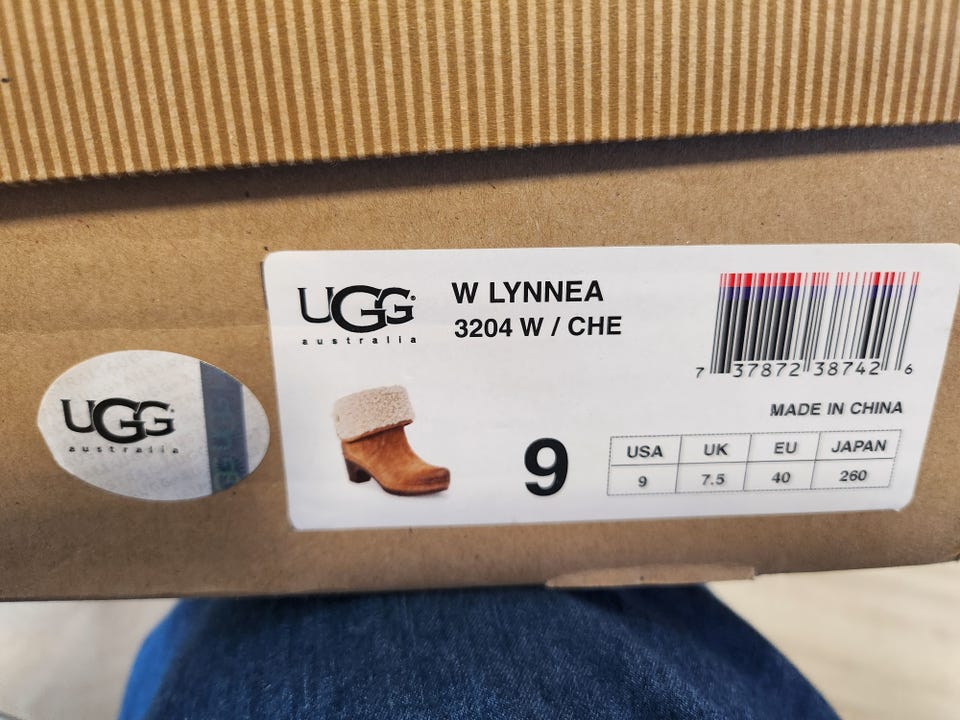 UGG
australia
UGG
australia
W LYNNEA
3204 W / CHE
7 37872 38742 6
MADE IN CHINA
9
USA UK EU JAPAN
9 7.5 40 260